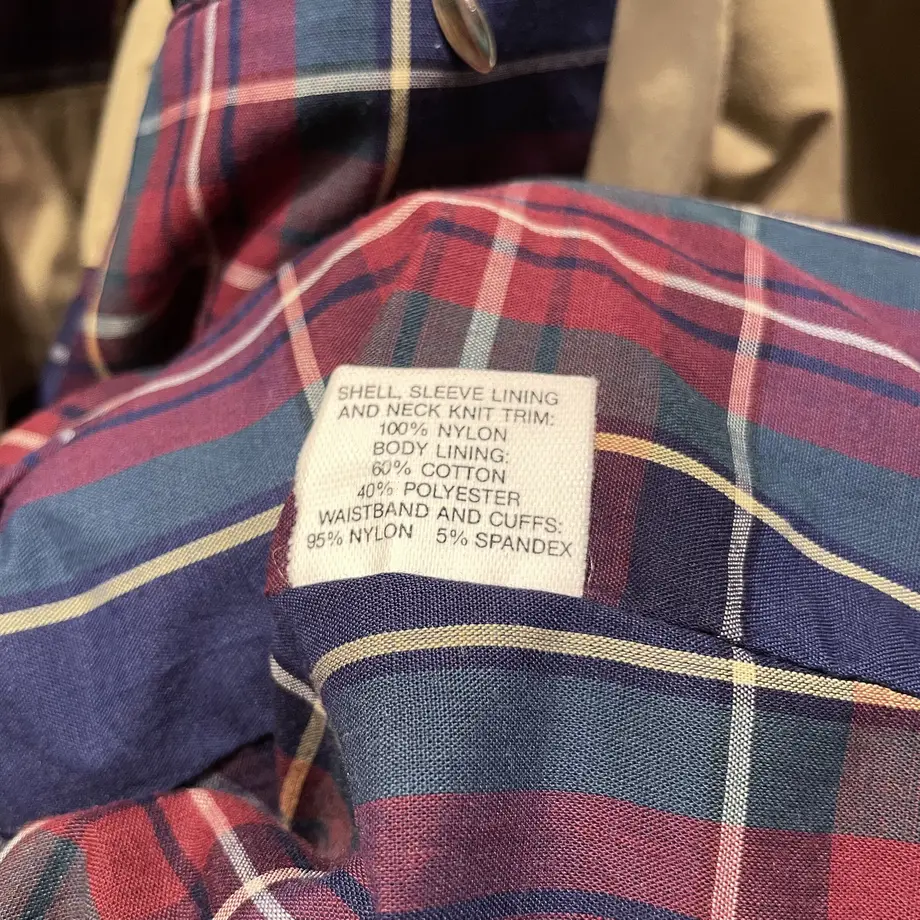 SHELL, SLEEVE LINING
AND NECK KNIT TRIM:
100% NYLON
BODY LINING:
60% COTTON
40% POLYESTER
WAISTBAND AND CUFFS:
95% NYLON 5% SPANDEX